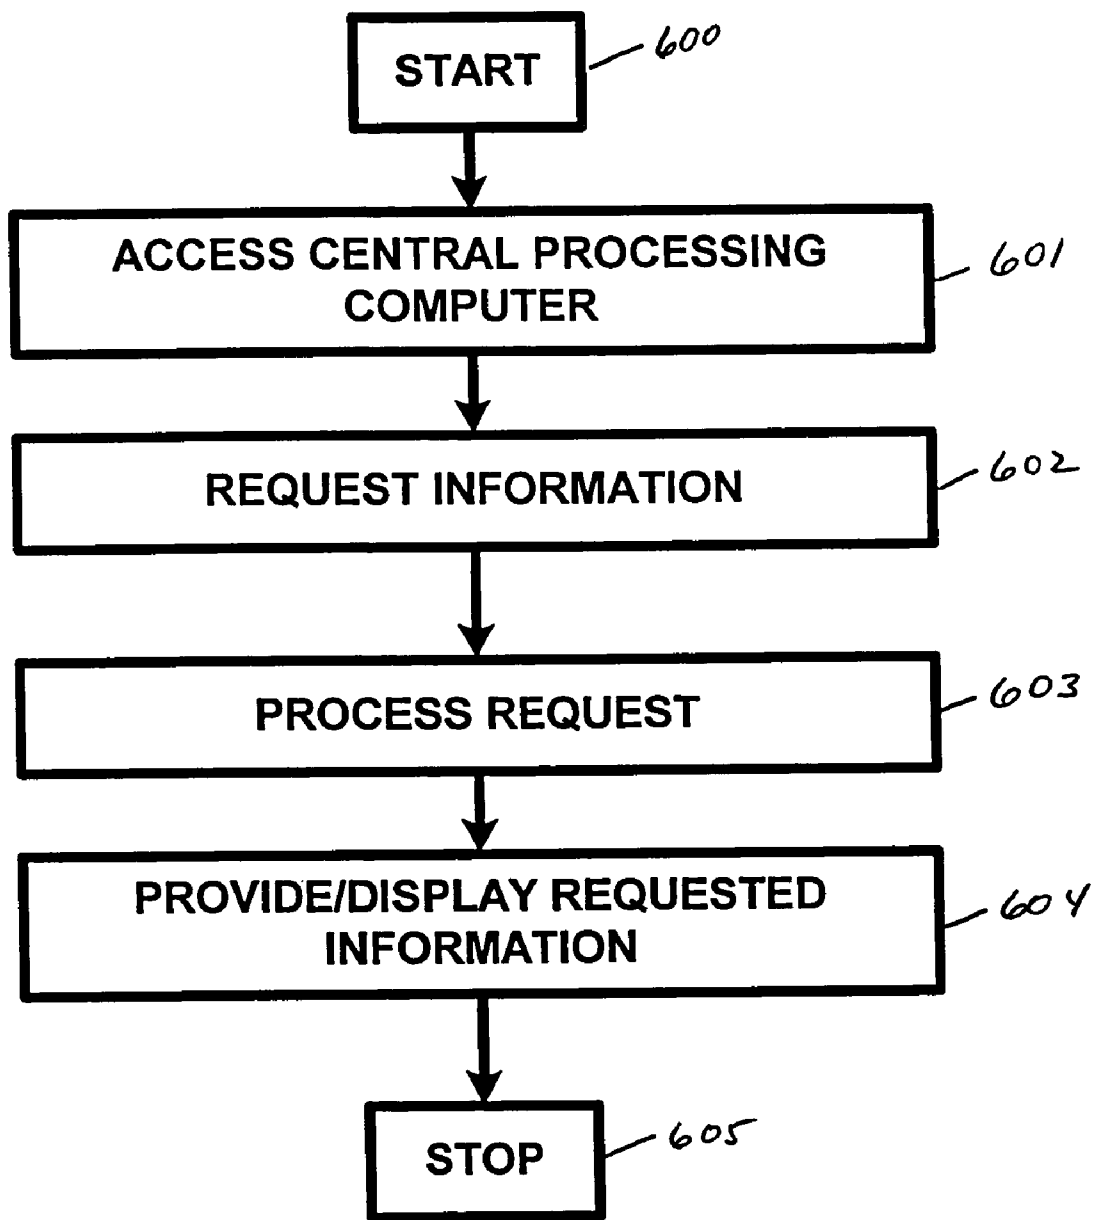 START
600
ACCESS CENTRAL PROCESSING
COMPUTER
601
REQUEST INFORMATION
602
PROCESS REQUEST
603
PROVIDE/DISPLAY REQUESTED
INFORMATION
604
STOP
605